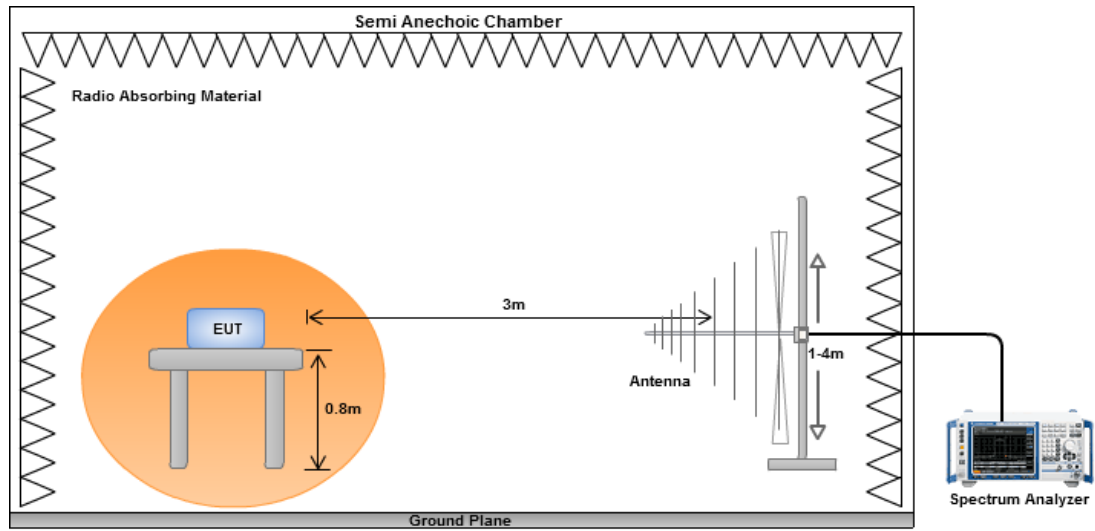 Semi Anechoic Chamber
Radio Absorbing Material
3m
EUT
1-4m
Antenna
0.8m
Spectrum Analyzer
Ground Plane